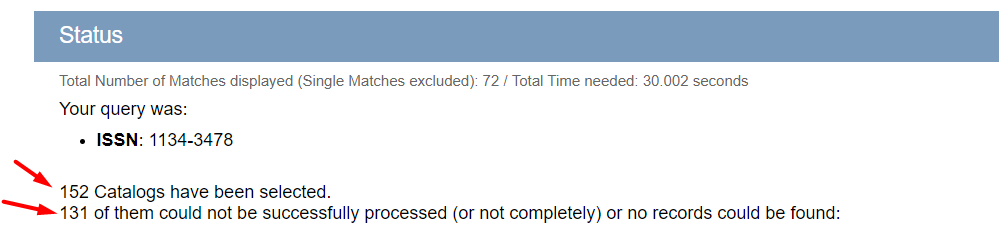 Status
Total Number of Matches displayed (Single Matches excluded): 72 / Total Time needed: 30.002 seconds
Your query was:
• ISSN: 1134-3478
152 Catalogs have been selected.
131 of them could not be successfully processed (or not completely) or no records could be found: